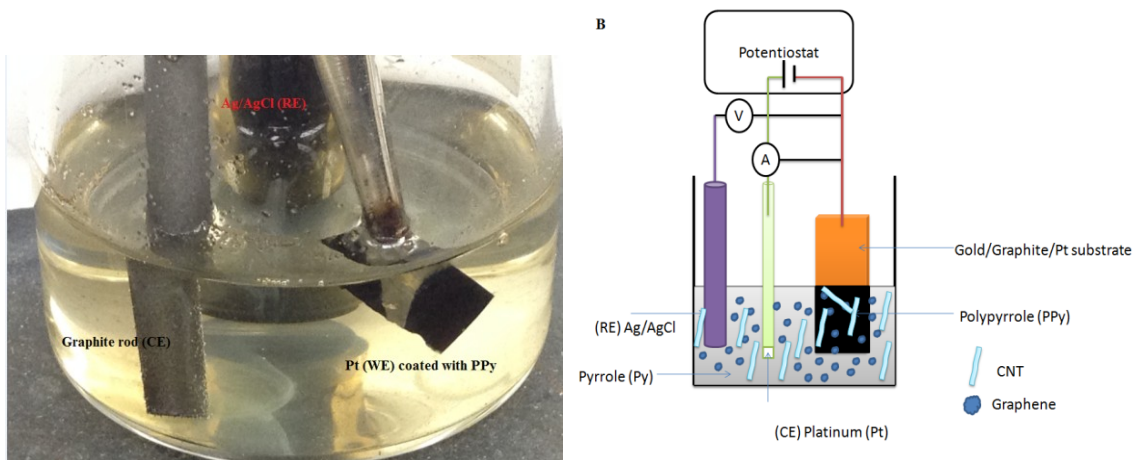 Ag/AgCl (RE)
Graphite rod (CE)
Pt (WE) coated with PPy
B
Potentiostat
V
A
Gold/Graphite/Pt substrate
(RE) Ag/AgCl
Polypyrrole (PPy)
Pyrrole (Py)
CNT
Graphene
(CE) Platinum (Pt)